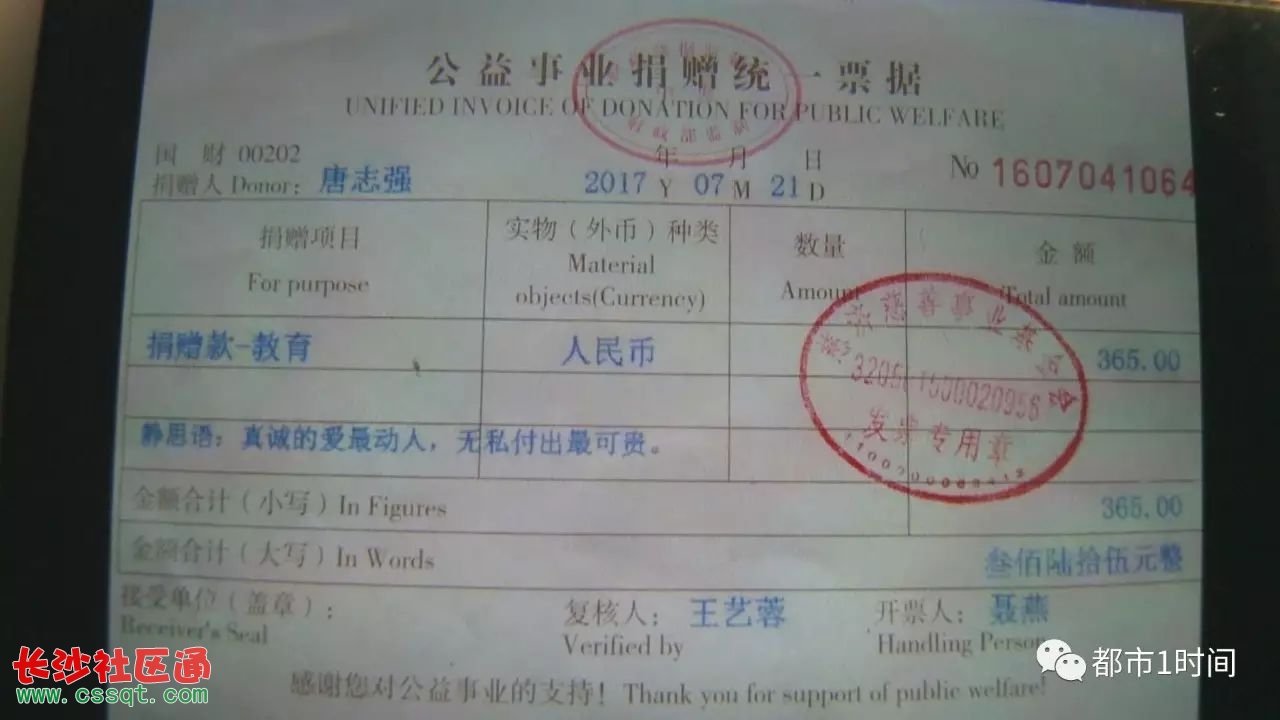 公益事业捐赠统一票据
UNIFIED INVOICE OF DONATION FOR PUBLIC WELFARE
国 财 00202
年 月 日
No 1607041064
捐赠人 Donor: 唐志强
2017 Y 07 M 21 D
捐赠项目
For purpose
实物(外币)种类
Material
objects(Currency)
数量
Amount
金额
Total amount
捐赠款-教育
人民币
365.00
慈善事业基金会
发票专用章
静思语: 真诚的爱最动人, 无私付出最可贵。
金额合计(小写) In Figures
365.00
金额合计(大写) In Words
叁佰陆拾伍元整
接受单位(盖章):
Receiver's Seal
复核人: 王艺蓉
Verified by
开票人: 聂燕
Handling Person
感谢您对公益事业的支持! Thank you for support of public welfare!
长沙社区通
www.cssqt.com
都市1时间